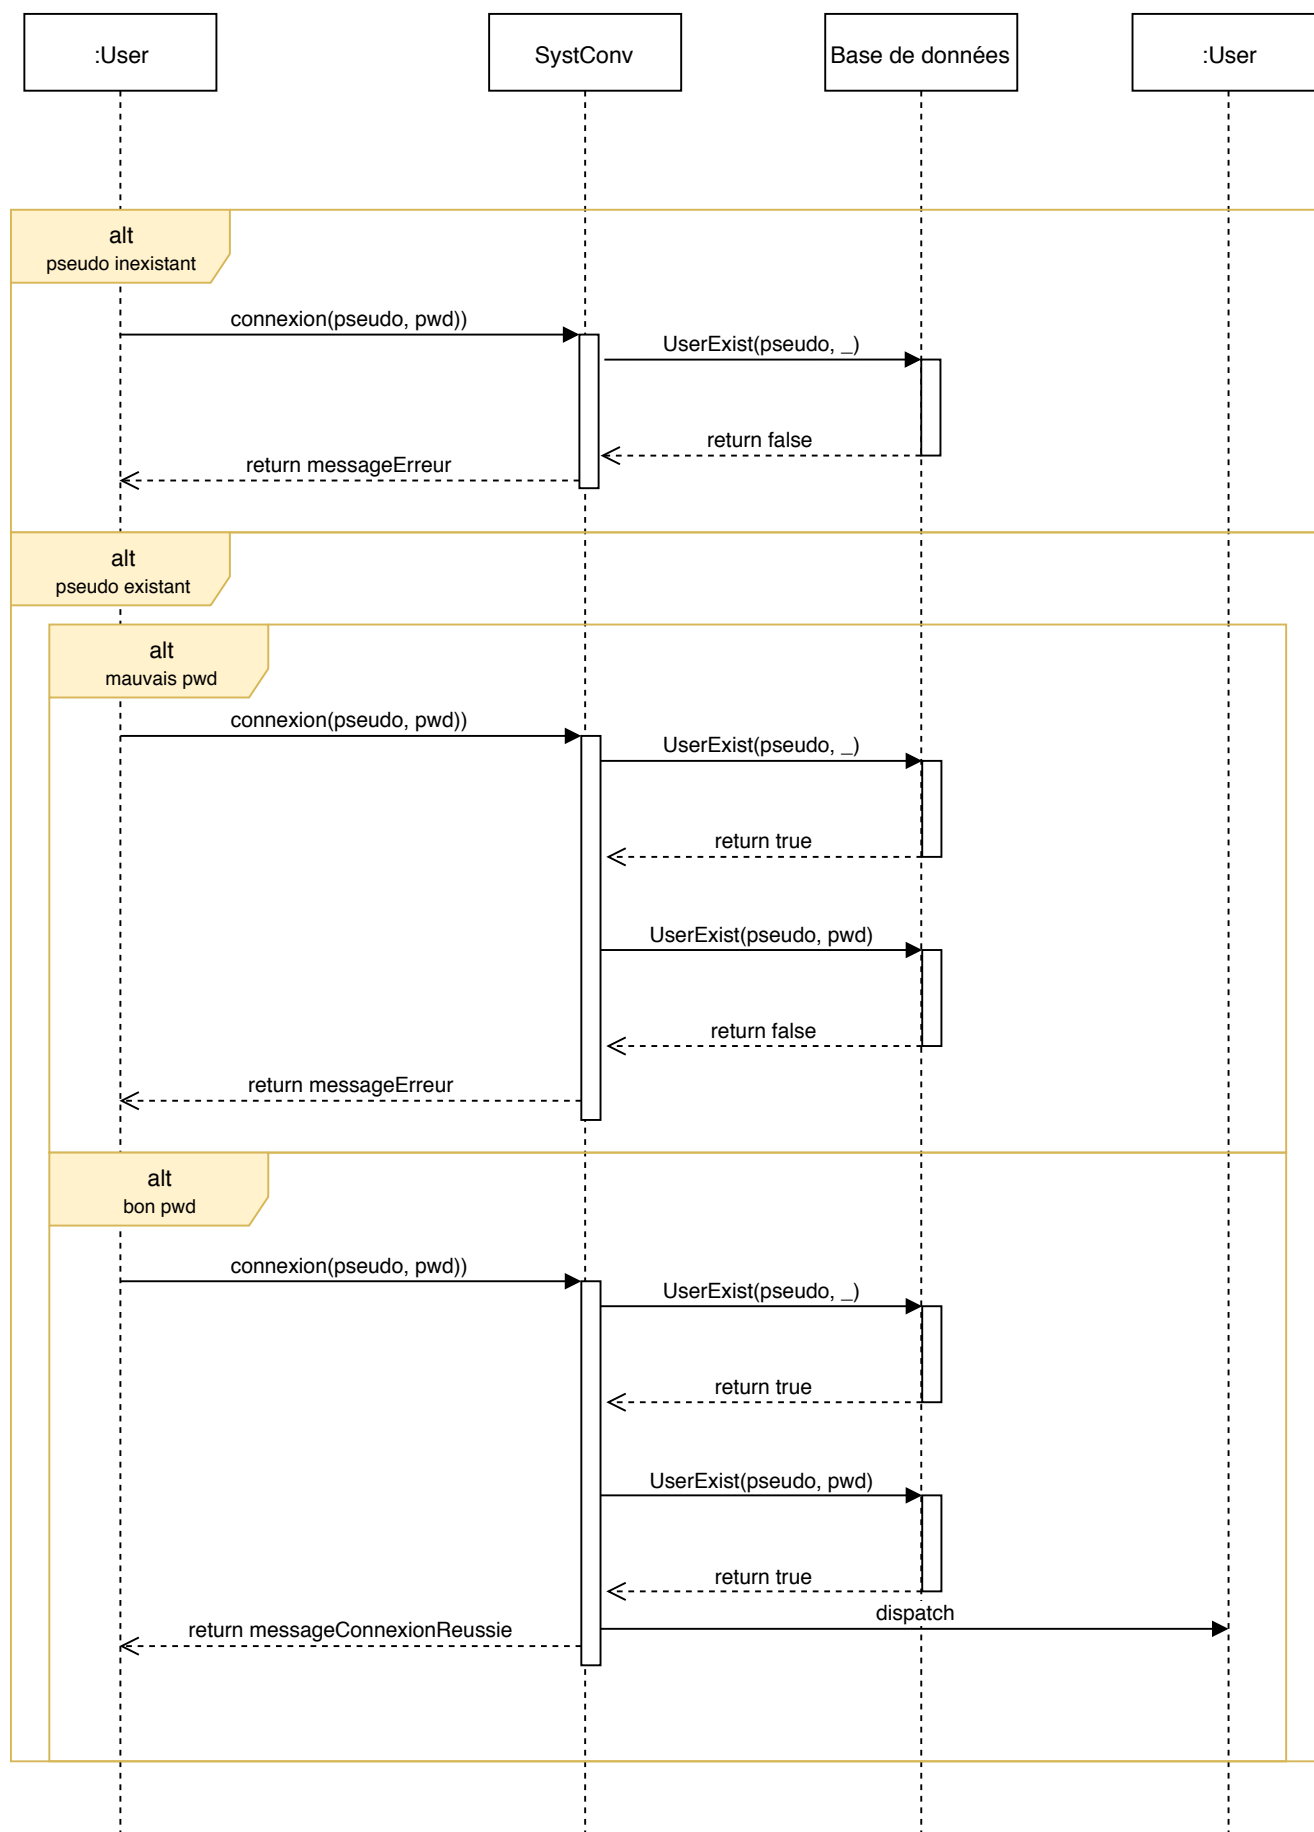 :User
SystConv
Base de données
:User
alt
pseudo inexistant
connexion(pseudo, pwd))
UserExist(pseudo, _)
return false
return messageErreur
alt
pseudo existant
alt
mauvais pwd
connexion(pseudo, pwd))
UserExist(pseudo, _)
return true
UserExist(pseudo, pwd)
return false
return messageErreur
alt
bon pwd
connexion(pseudo, pwd))
UserExist(pseudo, _)
return true
UserExist(pseudo, pwd)
return true
dispatch
return messageConnexionReussie